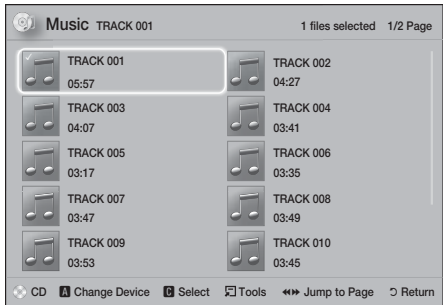 Music TRACK 001 1 files selected 1/2 Page
TRACK 001
05:57
TRACK 002
04:27
TRACK 003
04:07
TRACK 004
03:41
TRACK 005
03:17
TRACK 006
03:35
TRACK 007
03:47
TRACK 008
03:49
TRACK 009
03:53
TRACK 010
03:45
CD A Change Device C Select Tools Jump to Page Return